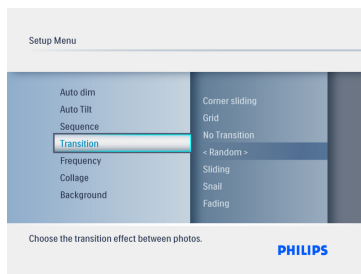 Setup Menu
Auto dim
Auto Tilt
Sequence
Transition
Frequency
Collage
Background
Corner sliding
Grid
No Transition
< Random >
Sliding
Snail
Fading
Choose the transition effect between photos.
PHILIPS